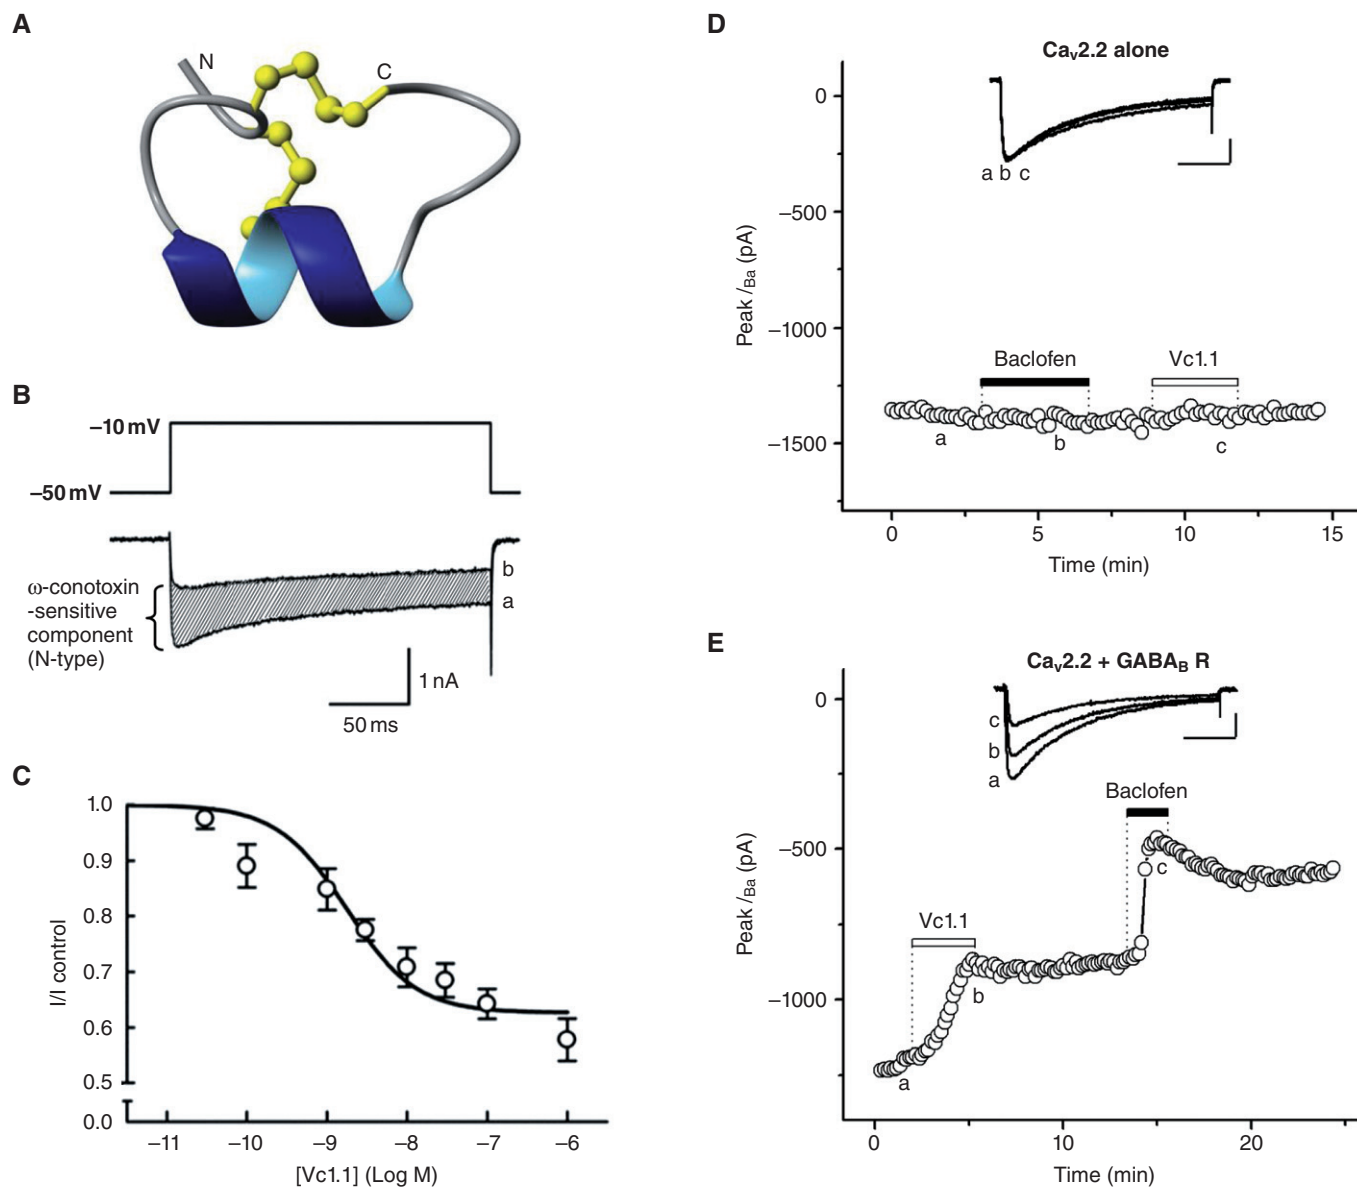 A
N
C
B
–10 mV
–50 mV
ω-conotoxin
-sensitive
component
(N-type)
b
a
1 nA
50 ms
C
1.0
0.9
0.8
0.7
0.6
0.5
0.0
I/I control
–11
–10
–9
–8
–7
–6
[Vc1.1] (Log M)
D
Cav2.2 alone
0
–500
–1000
–1500
Peak IBa (pA)
a b c
Baclofen
Vc1.1
a
b
c
0
5
10
15
Time (min)
E
Cav2.2 + GABAB R
0
–500
–1000
Peak IBa (pA)
c
b
a
Baclofen
c
Vc1.1
b
a
0
10
20
Time (min)